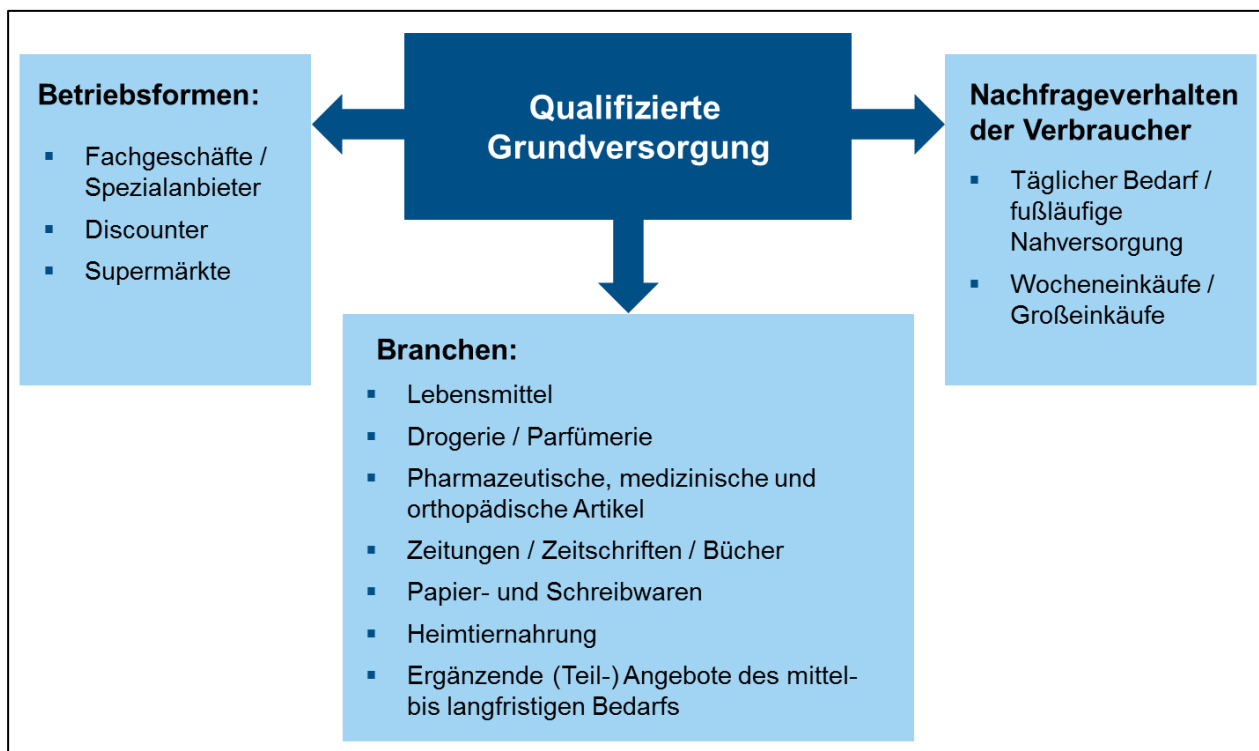 Qualifizierte
Grundversorgung
Betriebsformen:
▪ Fachgeschäfte /
Spezialanbieter
▪ Discounter
▪ Supermärkte
Nachfrageverhalten
der Verbraucher
▪ Täglicher Bedarf /
fußläufige
Nahversorgung
▪ Wocheneinkäufe /
Großeinkäufe
Branchen:
▪ Lebensmittel
▪ Drogerie / Parfümerie
▪ Pharmazeutische, medizinische und
orthopädische Artikel
▪ Zeitungen / Zeitschriften / Bücher
▪ Papier- und Schreibwaren
▪ Heimtiernahrung
▪ Ergänzende (Teil-) Angebote des mittel-
bis langfristigen Bedarfs